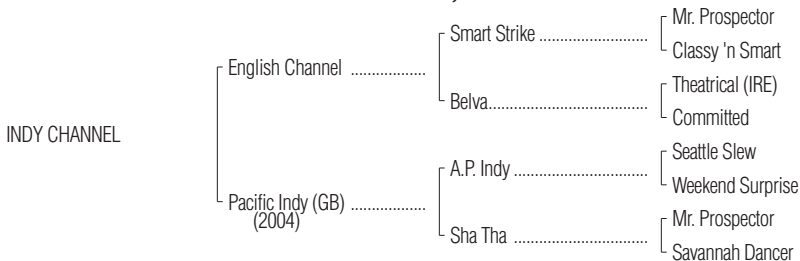 Mr. Prospector
Smart Strike ..........................
Classy 'n Smart
English Channel ..................
Theatrical (IRE)
Belva......................................
Committed
INDY CHANNEL
Seattle Slew
A.P. Indy ................................
Weekend Surprise
Pacific Indy (GB) ..................
(2004)
Mr. Prospector
Sha Tha ................................
Savannah Dancer